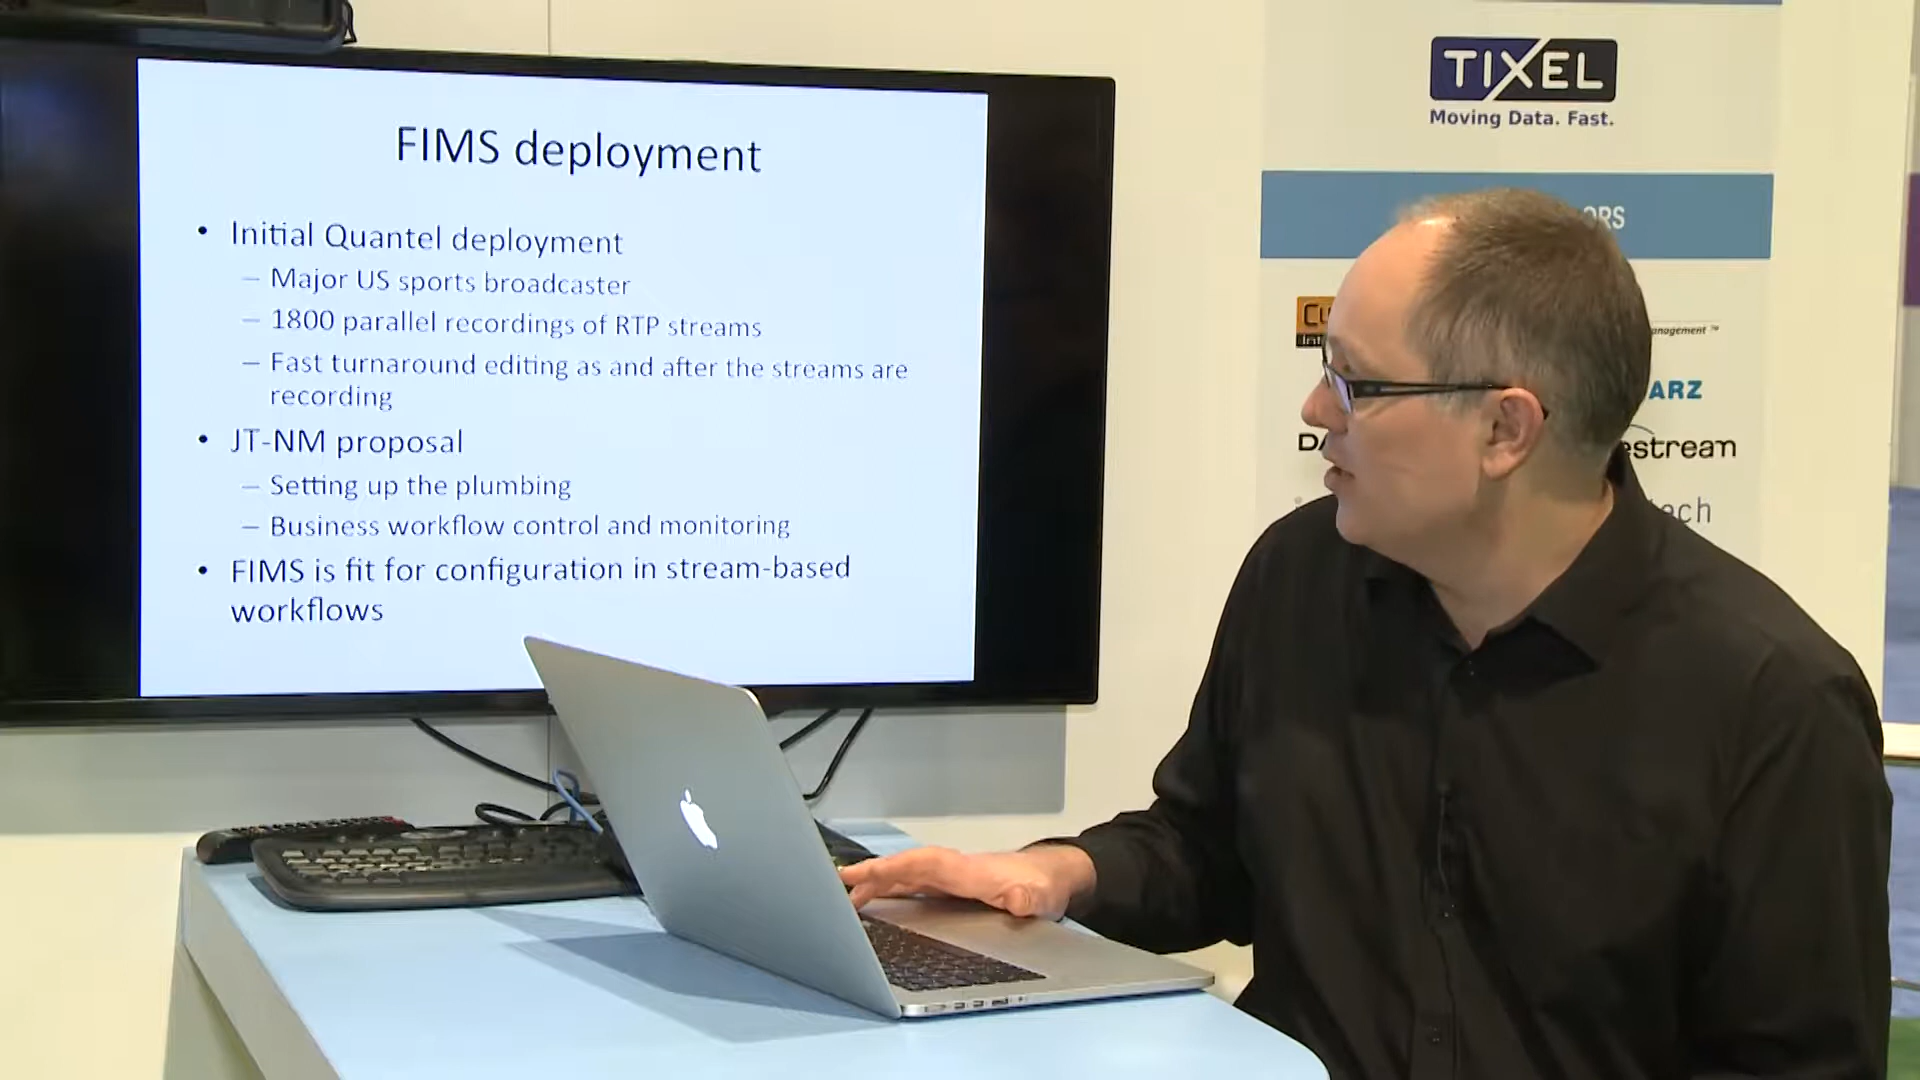 FIMS deployment
• Initial Quantel deployment
– Major US sports broadcaster
– 1800 parallel recordings of RTP streams
– Fast turnaround editing as and after the streams are
recording
• JT-NM proposal
– Setting up the plumbing
– Business workflow control and monitoring
• FIMS is fit for configuration in stream-based
workflows
TIXEL
Moving Data. Fast.